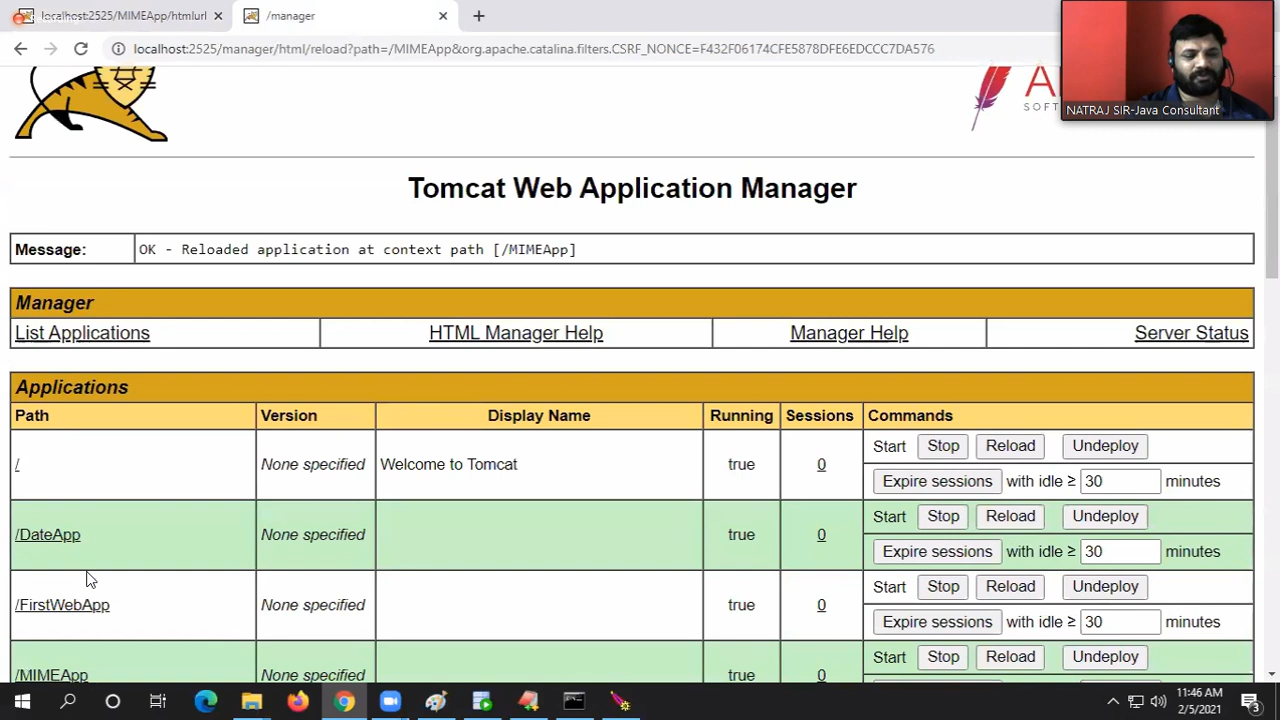 localhost:2525/MIMEApp/htmlurl
/manager
localhost:2525/manager/html/reload?path=/MIMEApp&org.apache.catalina.filters.CSRF_NONCE=F432F06174CFE5878DFE6EDCCC7DA576
NATRAJ SIR-Java Consultant
Tomcat Web Application Manager
Message: OK - Reloaded application at context path [/MIMEApp]
Manager
List Applications HTML Manager Help Manager Help Server Status
Applications
Path Version Display Name Running Sessions Commands
/ None specified Welcome to Tomcat true 0 Start Stop Reload Undeploy
Expire sessions with idle ≥ 30 minutes
/DateApp None specified true 0 Start Stop Reload Undeploy
Expire sessions with idle ≥ 30 minutes
/FirstWebApp None specified true 0 Start Stop Reload Undeploy
Expire sessions with idle ≥ 30 minutes
/MIMEApp None specified true 0 Start Stop Reload Undeploy
11:46 AM
2/5/2021
3